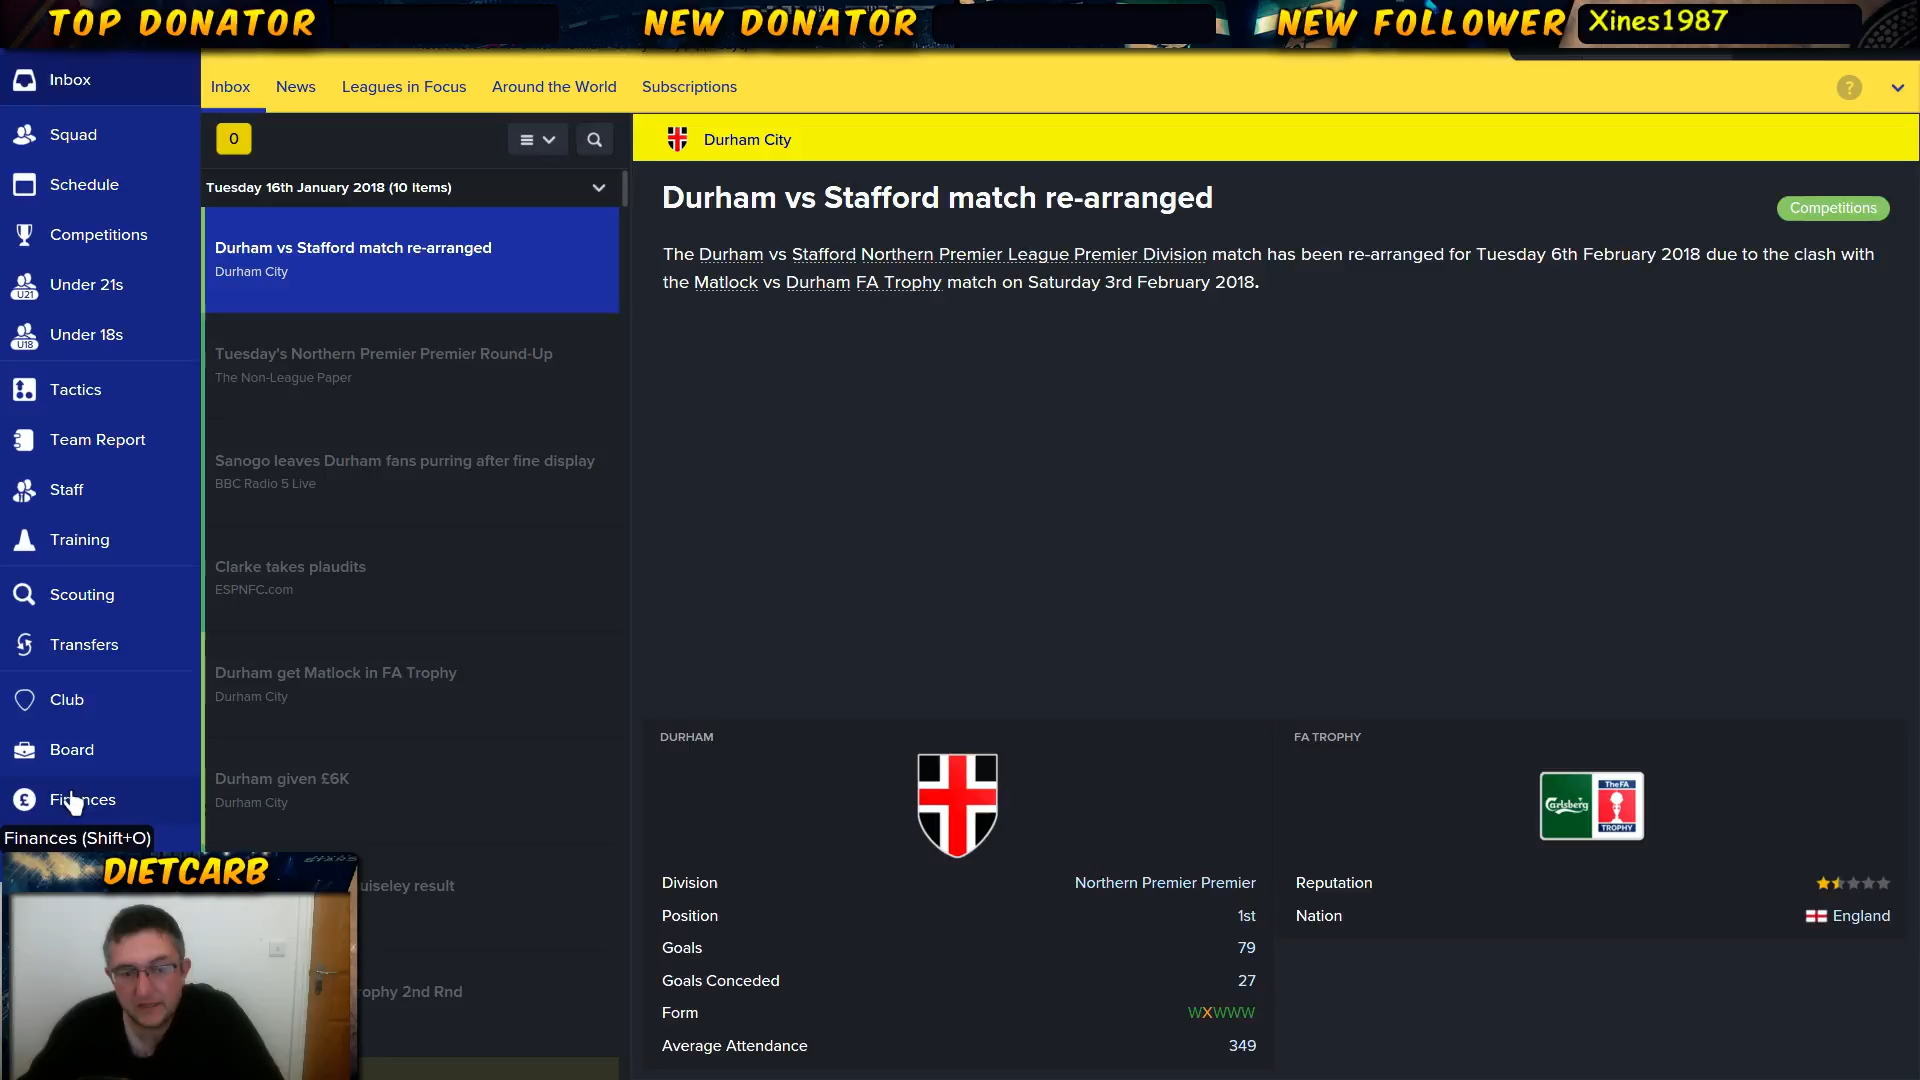 TOP DONATOR
NEW DONATOR
NEW FOLLOWER
Xines1987
Inbox
Squad
Schedule
Competitions
U21
Under 21s
U18
Under 18s
Tactics
Team Report
Staff
Training
Scouting
Transfers
Club
Board
£ Finances
Finances (Shift+O)
DIETCARB
Inbox News Leagues in Focus Around the World Subscriptions
?
0
Tuesday 16th January 2018 (10 Items)
Durham vs Stafford match re-arranged
Durham City
Tuesday's Northern Premier Premier Round-Up
The Non-League Paper
Sanogo leaves Durham fans purring after fine display
BBC Radio 5 Live
Clarke takes plaudits
ESPNFC.com
Durham get Matlock in FA Trophy
Durham City
Durham given £6K
Durham City
uiseley result
rophy 2nd Rnd
Durham City
Durham vs Stafford match re-arranged
Competitions
The Durham vs Stafford Northern Premier League Premier Division match has been re-arranged for Tuesday 6th February 2018 due to the clash with
the Matlock vs Durham FA Trophy match on Saturday 3rd February 2018.
DURHAM
Division Northern Premier Premier
Position 1st
Goals 79
Goals Conceded 27
Form WXWWW
Average Attendance 349
FA TROPHY
Carlsberg
The FA
TROPHY
Reputation
Nation England